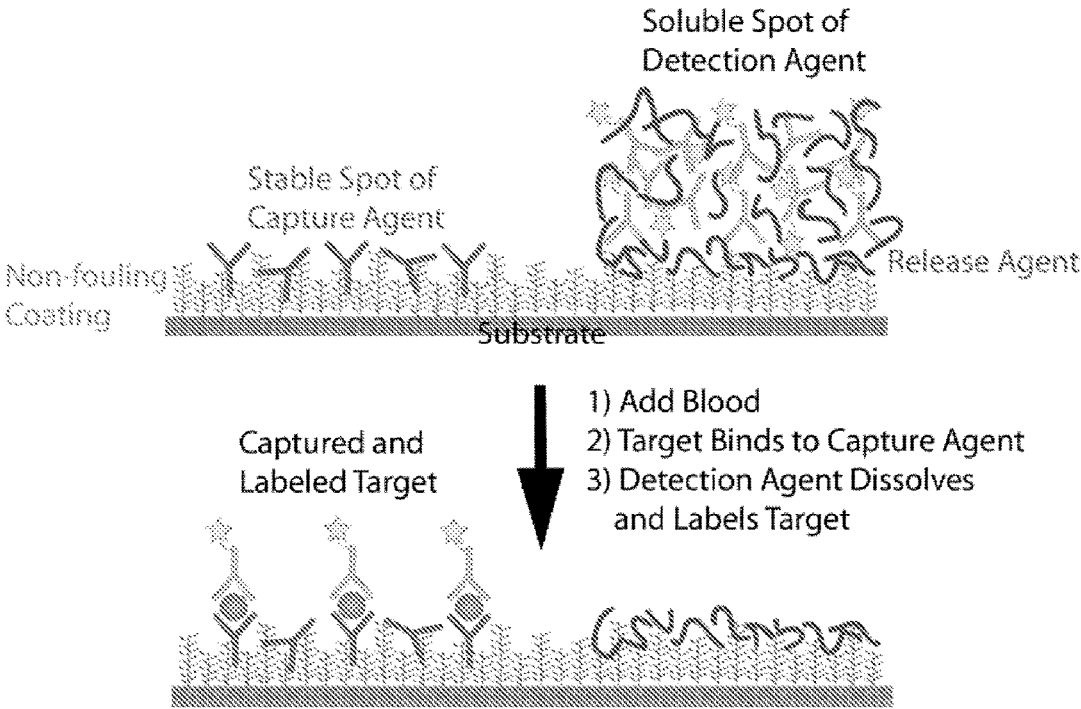 Soluble Spot of
Detection Agent
Stable Spot of
Capture Agent
Non-fouling
Coating
Release Agent
Substrate
1) Add Blood
2) Target Binds to Capture Agent
3) Detection Agent Dissolves
and Labels Target
Captured and
Labeled Target